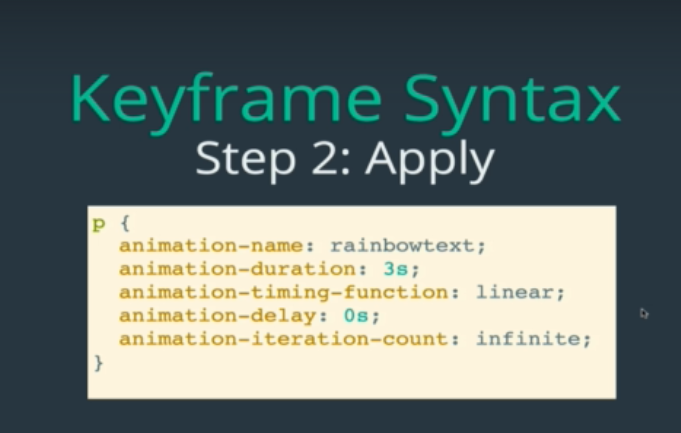 Keyframe Syntax
Step 2: Apply
p {
  animation-name: rainbowtext;
  animation-duration: 3s;
  animation-timing-function: linear;
  animation-delay: 0s;
  animation-iteration-count: infinite;
}